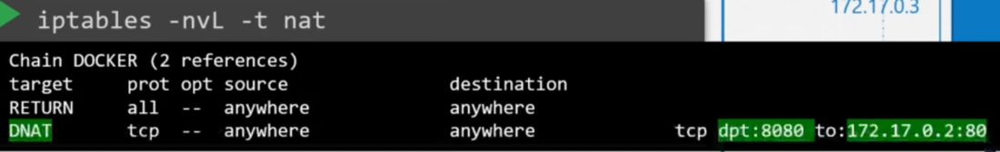 iptables -nvL -t nat
172.17.0.3
Chain DOCKER (2 references)
target prot opt source destination
RETURN all -- anywhere anywhere
DNAT tcp -- anywhere anywhere tcp dpt:8080 to:172.17.0.2:80